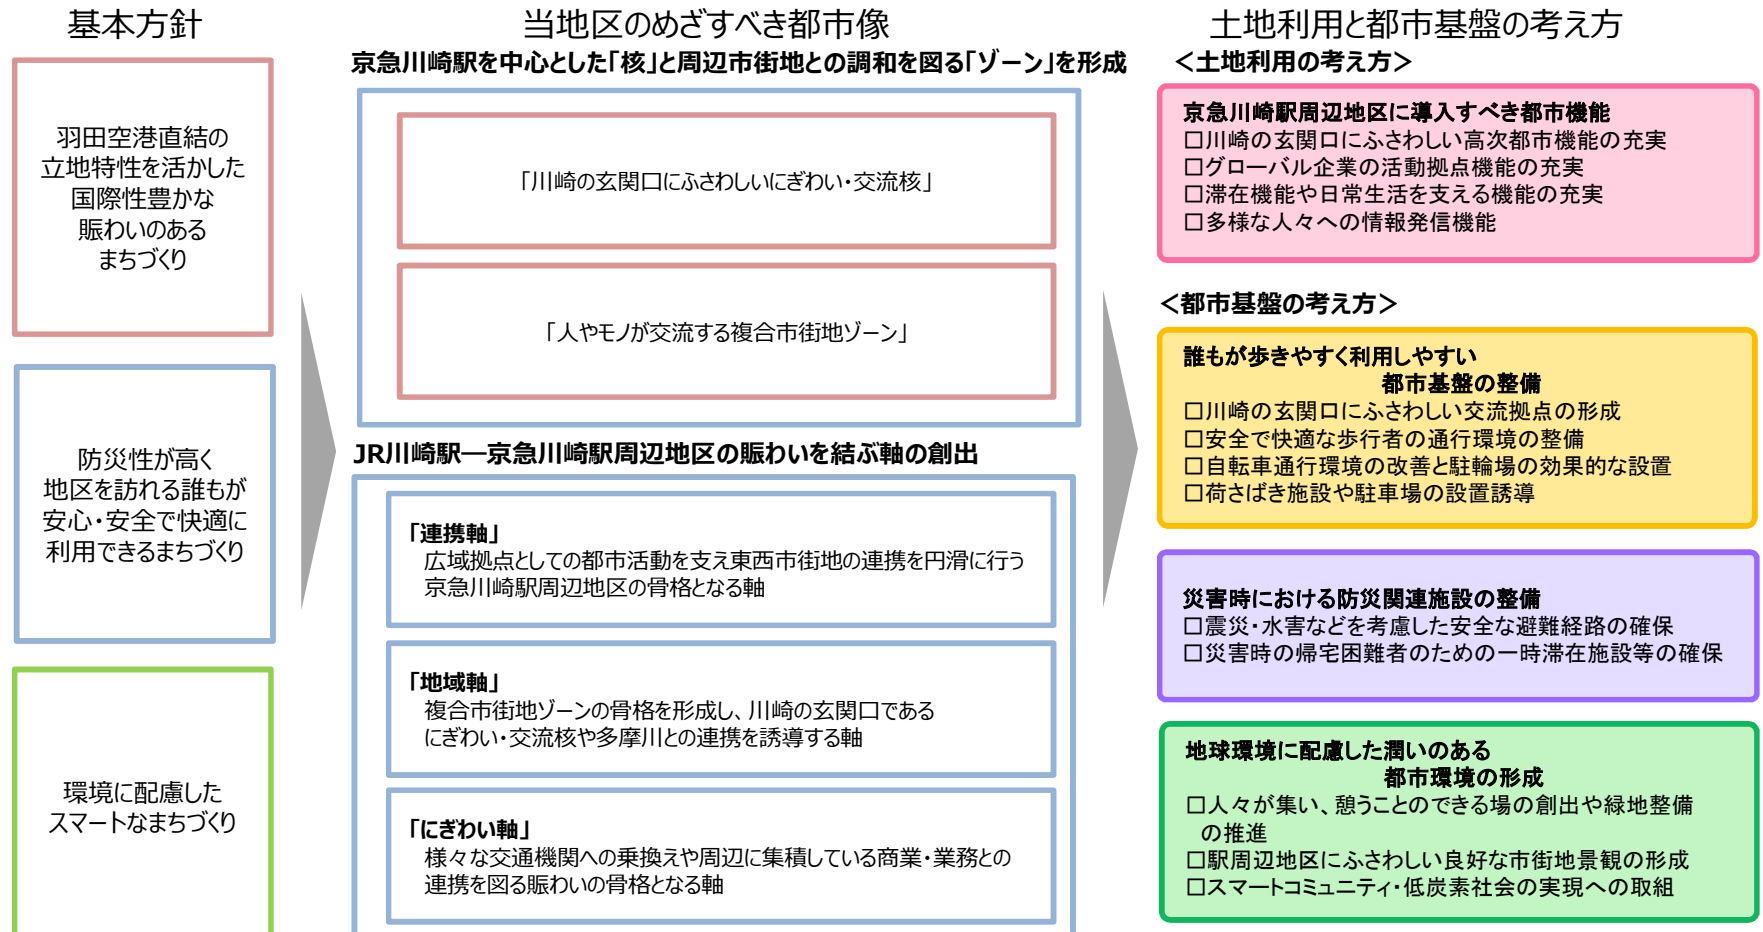 基本方針
羽田空港直結の
立地特性を活かした
国際性豊かな
賑わいのある
まちづくり
防災性が高く
地区を訪れる誰もが
安心・安全で快適に
利用できるまちづくり
環境に配慮した
スマートなまちづくり
当地区のめざすべき都市像
京急川崎駅を中心とした「核」と周辺市街地との調和を図る「ゾーン」を形成
「川崎の玄関口にふさわしいにぎわい・交流核」
「人やモノが交流する複合市街地ゾーン」
JR川崎駅―京急川崎駅周辺地区の賑わいを結ぶ軸の創出
「連携軸」
広域拠点としての都市活動を支え東西市街地の連携を円滑に行う
京急川崎駅周辺地区の骨格となる軸
「地域軸」
複合市街地ゾーンの骨格を形成し、川崎の玄関口である
にぎわい・交流核や多摩川との連携を誘導する軸
「にぎわい軸」
様々な交通機関への乗換えや周辺に集積している商業・業務との
連携を図る賑わいの骨格となる軸
土地利用と都市基盤の考え方
＜土地利用の考え方＞
京急川崎駅周辺地区に導入すべき都市機能
□川崎の玄関口にふさわしい高次都市機能の充実
□グローバル企業の活動拠点機能の充実
□滞在機能や日常生活を支える機能の充実
□多様な人々への情報発信機能
＜都市基盤の考え方＞
誰もが歩きやすく利用しやすい
都市基盤の整備
□川崎の玄関口にふさわしい交流拠点の形成
□安全で快適な歩行者の通行環境の整備
□自転車通行環境の改善と駐輪場の効果的な設置
□荷さばき施設や駐車場の設置誘導
災害時における防災関連施設の整備
□震災・水害などを考慮した安全な避難経路の確保
□災害時の帰宅困難者のための一時滞在施設等の確保
地球環境に配慮した潤いのある
都市環境の形成
□人々が集い、憩うことのできる場の創出や緑地整備
の推進
□駅周辺地区にふさわしい良好な市街地景観の形成
□スマートコミュニティ・低炭素社会の実現への取組